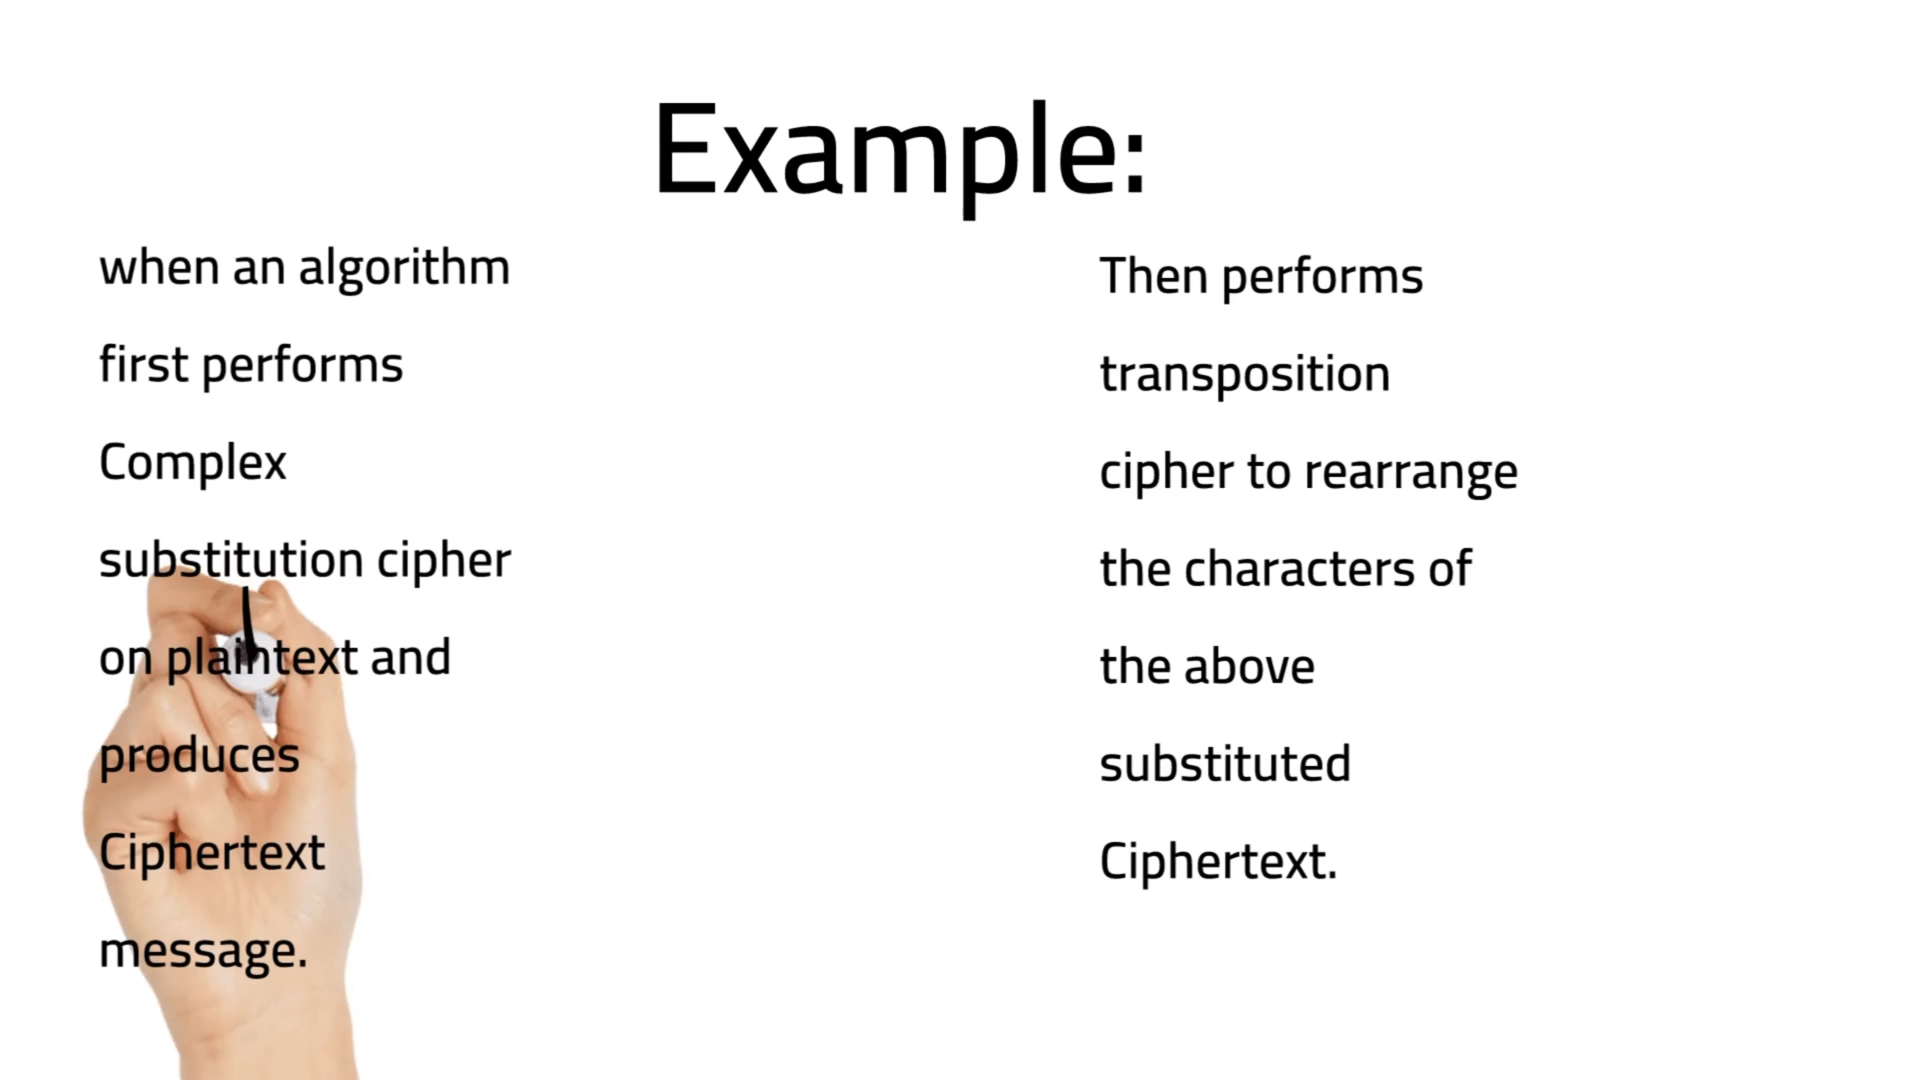 Example:
when an algorithm
first performs
Complex
substitution cipher
on plaintext and
produces
Ciphertext
message.
Then performs
transposition
cipher to rearrange
the characters of
the above
substituted
Ciphertext.